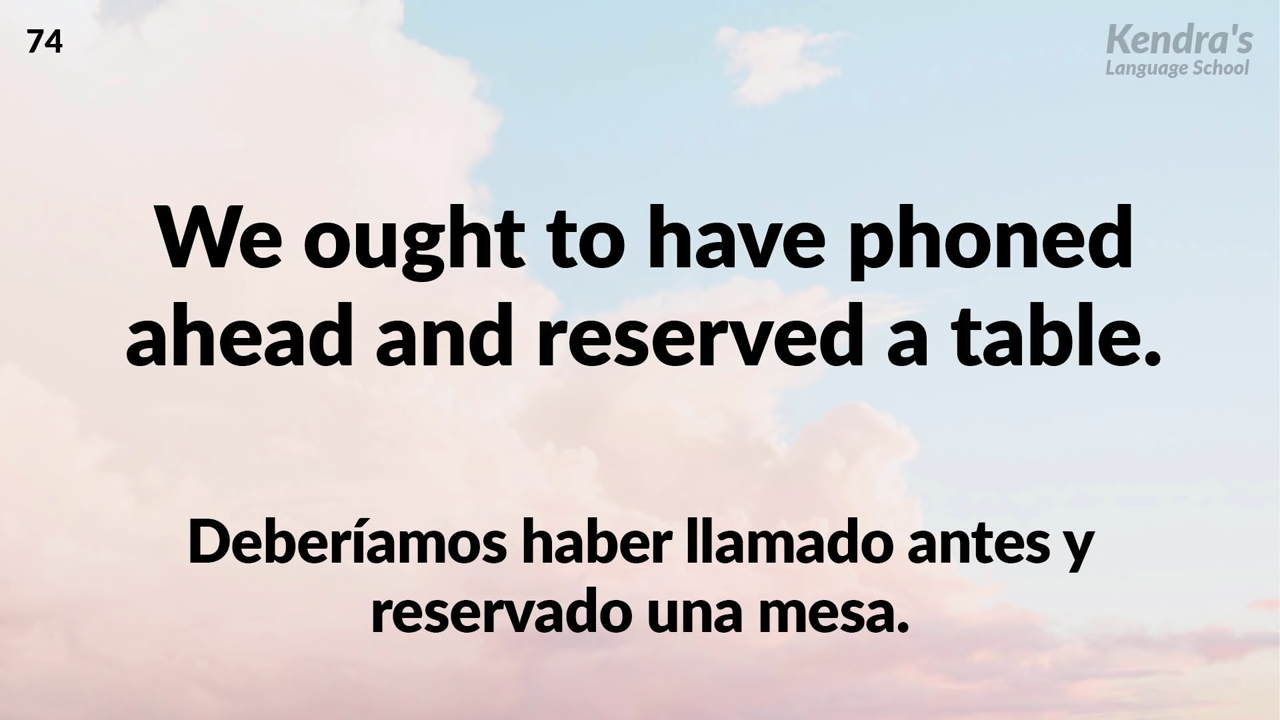 74
Kendra's
Language School
We ought to have phoned
ahead and reserved a table.
Deberíamos haber llamado antes y
reservado una mesa.